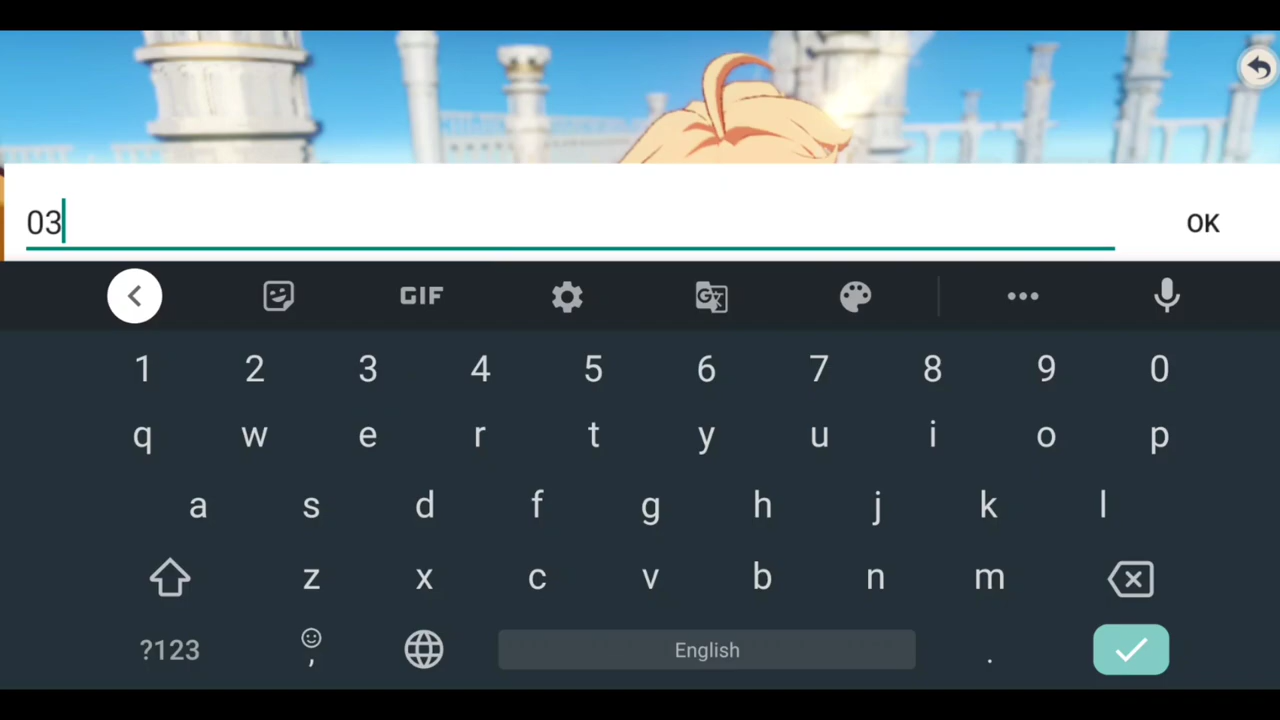 03
OK
GIF
1 2 3 4 5 6 7 8 9 0
q w e r t y u i o p
a s d f g h j k l
z x c v b n m
?123 , English .